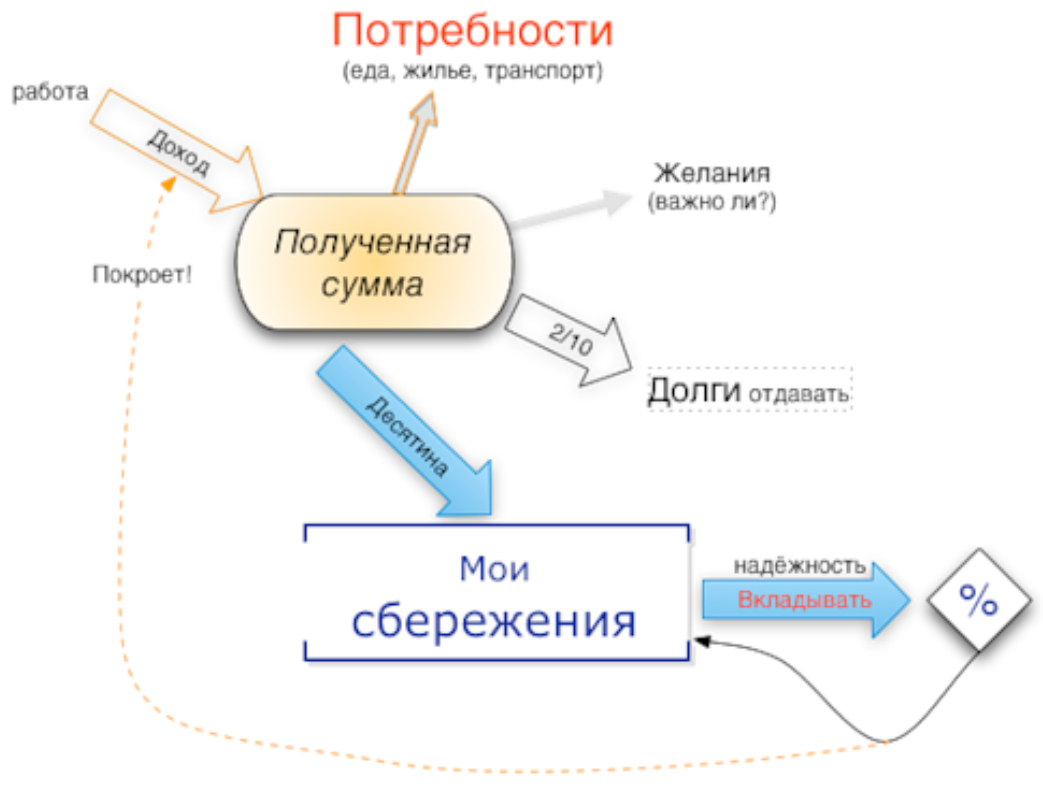 Потребности
(еда, жилье, транспорт)
работа
Доход
Желания
(важно ли?)
Полученная
сумма
Покроет!
2/10
Долги отдавать
Десятина
Мои
сбережения
надёжность
Вкладывать
%